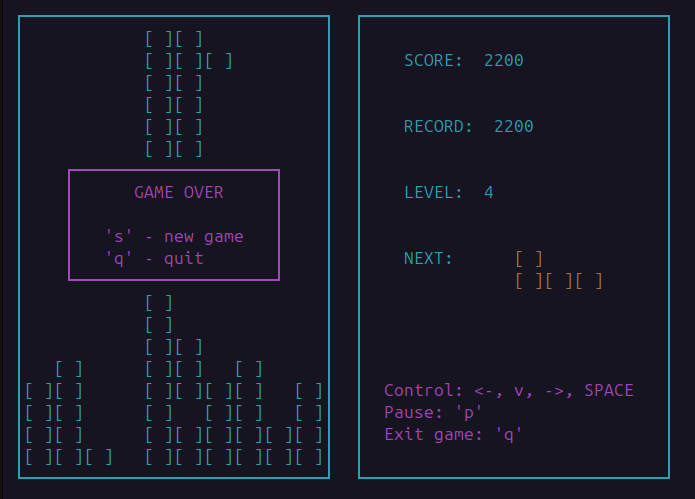 [ ][ ]
[ ][ ][ ]
[ ][ ]
[ ][ ]
[ ][ ]
[ ][ ]
GAME OVER
's' - new game
'q' - quit
[ ]
[ ]
[ ][ ]
[ ] [ ][ ] [ ]
[ ][ ] [ ][ ][ ][ ] [ ]
[ ][ ] [ ] [ ][ ] [ ]
[ ][ ] [ ][ ][ ][ ][ ][ ]
[ ][ ][ ] [ ][ ][ ][ ][ ][ ]
SCORE: 2200
RECORD: 2200
LEVEL: 4
NEXT: [ ]
[ ][ ][ ]
Control: <-, v, ->, SPACE
Pause: 'p'
Exit game: 'q'